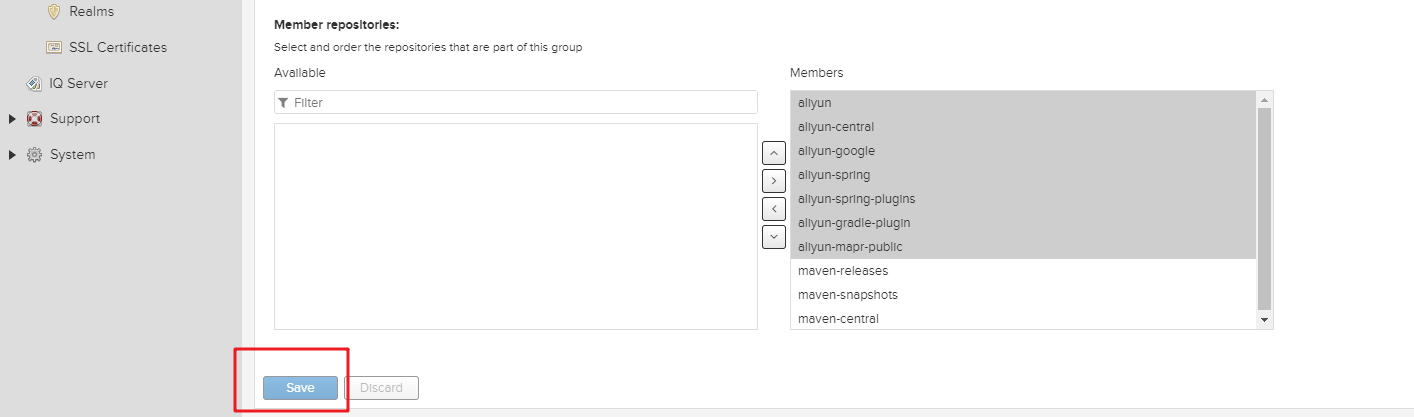 Realms
SSL Certificates
IQ Server
Support
System
Member repositories:
Select and order the repositories that are part of this group
Available
Filter
Members
aliyun
aliyun-central
aliyun-google
aliyun-spring
aliyun-spring-plugins
aliyun-gradle-plugin
aliyun-mapr-public
maven-releases
maven-snapshots
maven-central
Save
Discard